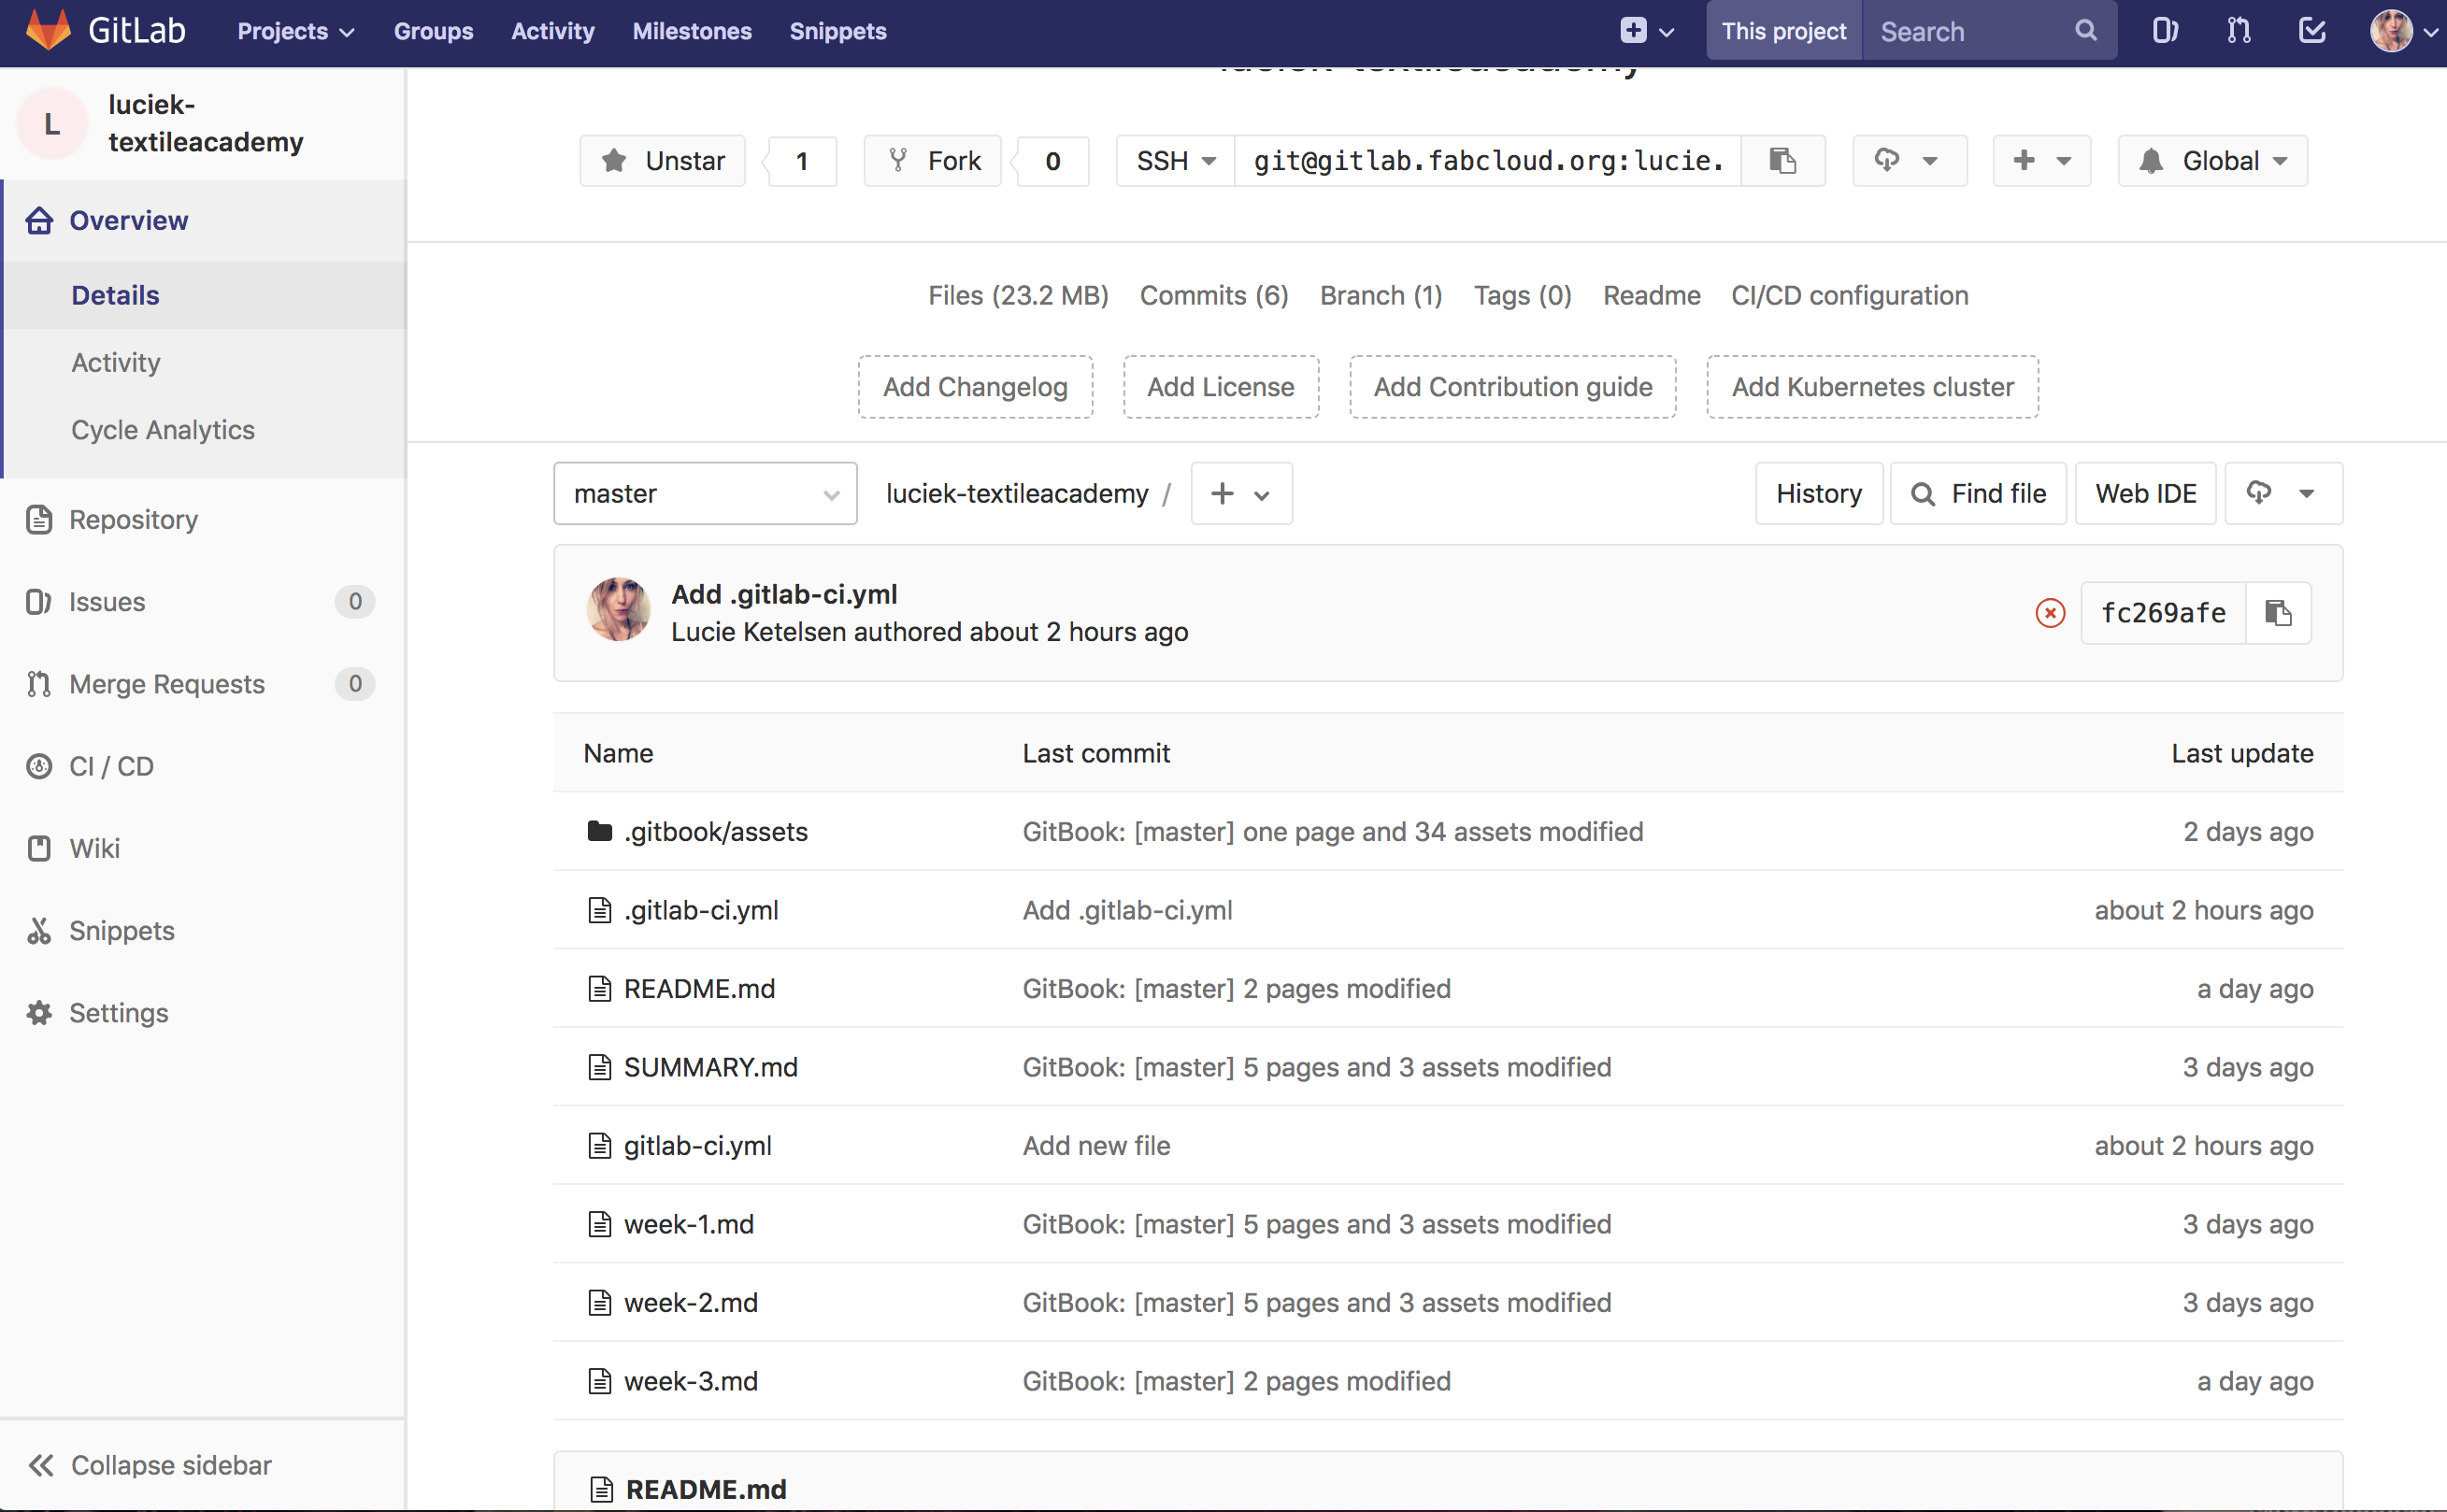 GitLab Projects Groups Activity Milestones Snippets This project Search
luciek-textileacademy
L luciek-
textileacademy
Unstar 1 Fork 0 SSH git@gitlab.fabcloud.org:lucie. Global
Overview
Details
Activity
Cycle Analytics
Repository
Issues 0
Merge Requests 0
CI / CD
Wiki
Snippets
Settings
Collapse sidebar
Files (23.2 MB) Commits (6) Branch (1) Tags (0) Readme CI/CD configuration
Add Changelog Add License Add Contribution guide Add Kubernetes cluster
master luciek-textileacademy / History Find file Web IDE
Add .gitlab-ci.yml
Lucie Ketelsen authored about 2 hours ago
fc269afe
Name Last commit Last update
.gitbook/assets GitBook: [master] one page and 34 assets modified 2 days ago
.gitlab-ci.yml Add .gitlab-ci.yml about 2 hours ago
README.md GitBook: [master] 2 pages modified a day ago
SUMMARY.md GitBook: [master] 5 pages and 3 assets modified 3 days ago
gitlab-ci.yml Add new file about 2 hours ago
week-1.md GitBook: [master] 5 pages and 3 assets modified 3 days ago
week-2.md GitBook: [master] 5 pages and 3 assets modified 3 days ago
week-3.md GitBook: [master] 2 pages modified a day ago
README.md